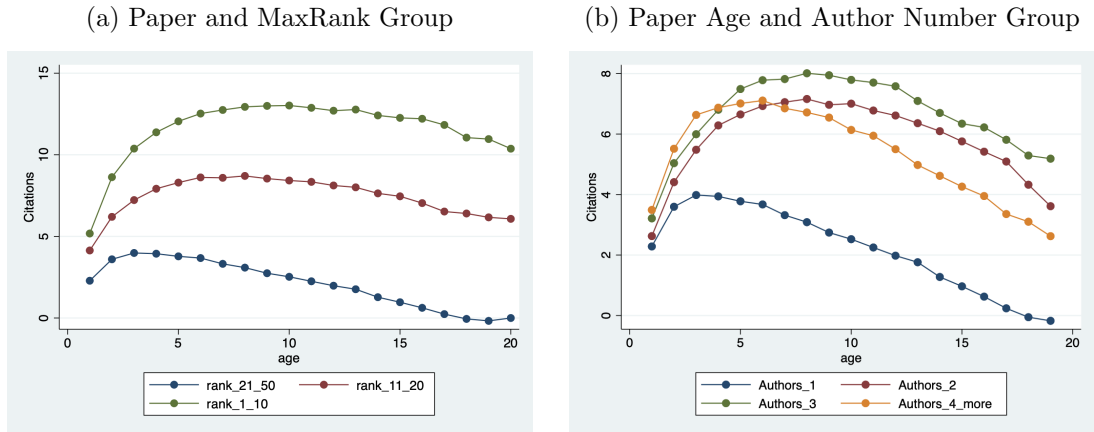 (a) Paper and MaxRank Group
15
10
5
0
Citations
0 5 10 15 20
age
rank_21_50 rank_11_20
rank_1_10
(b) Paper Age and Author Number Group
8
6
4
2
0
Citations
0 5 10 15 20
age
Authors_1 Authors_2
Authors_3 Authors_4_more